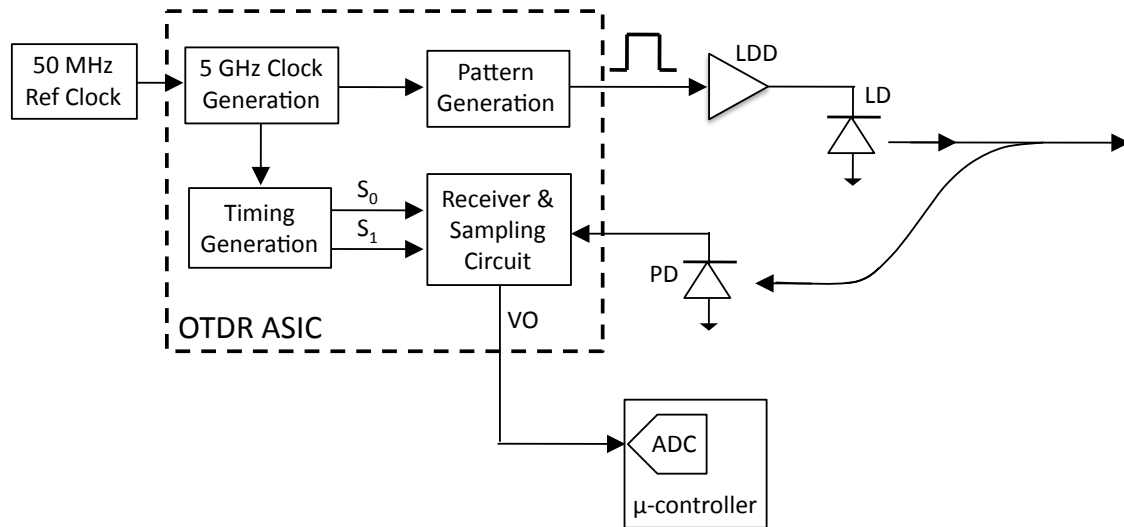 50 MHz
Ref Clock
5 GHz Clock
Generation
Pattern
Generation
LDD
LD
Timing
Generation
S0
S1
Receiver &
Sampling
Circuit
PD
OTDR ASIC
VO
ADC
µ-controller